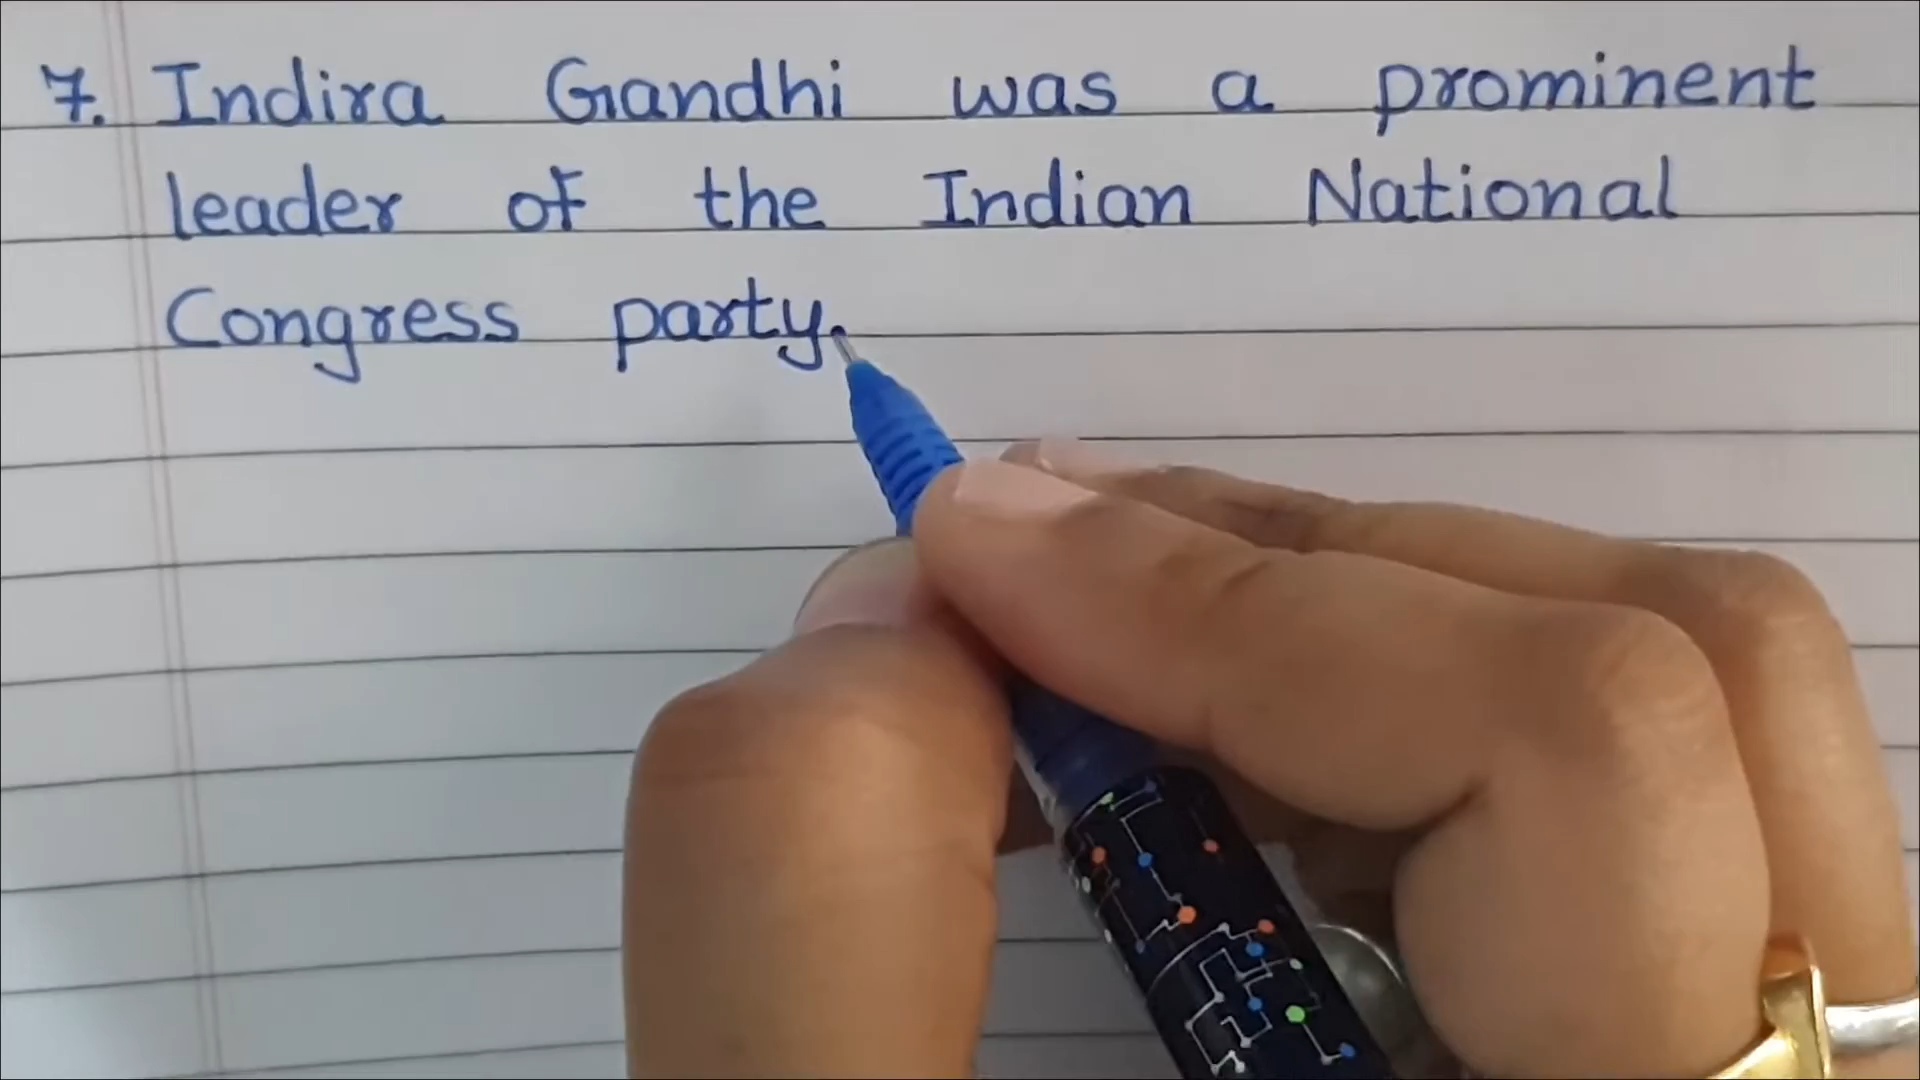 7. Indira Gandhi was a prominent
leader of the Indian National
Congress party.